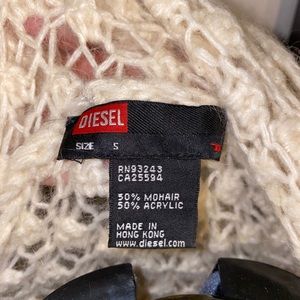 DIESEL
SIZE S
RN93243
CA25594
50% MOHAIR
50% ACRYLIC
MADE IN
HONG KONG
www.diesel.com